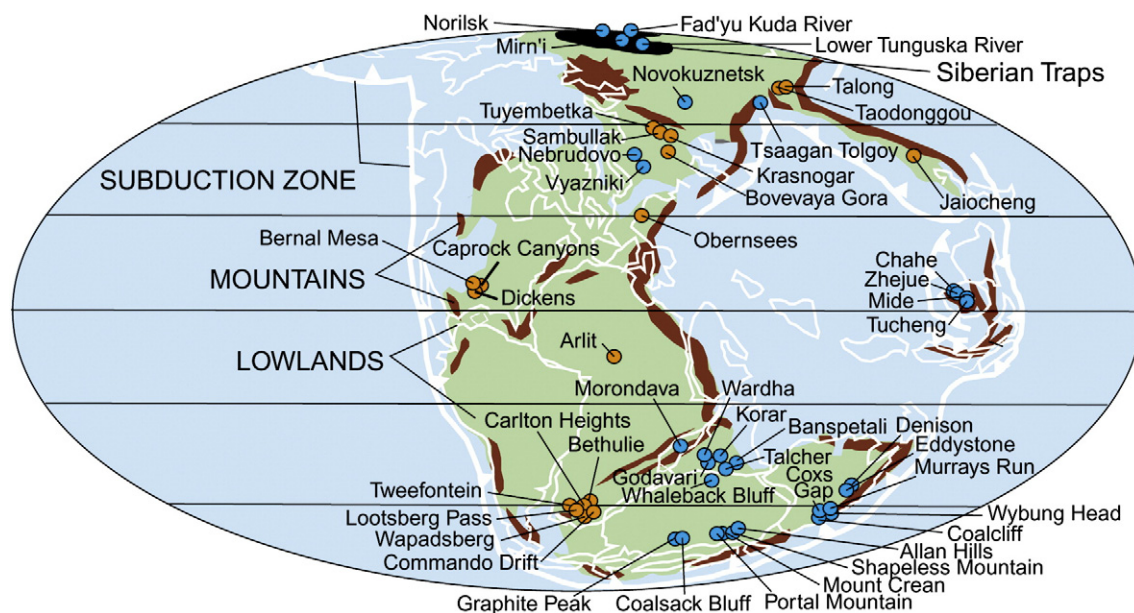 Norilsk
Fad'yu Kuda River
Mirn'i
Lower Tunguska River
Siberian Traps
Novokuznetsk
Talong
Taodonggou
Tuyembetka
Sambullak
Nebrudovo
Vyazniki
Tsaagan Tolgoy
Krasnogar
Bovevaya Gora
Jaiocheng
SUBDUCTION ZONE
Obernsees
Bernal Mesa
Caprock Canyons
MOUNTAINS
Dickens
Chahe
Zhejue
Mide
Tucheng
LOWLANDS
Arlit
Morondava
Wardha
Korar
Banspetali
Denison
Eddystone
Murrays Run
Carlton Heights
Bethulie
Talcher
Coxs
Gap
Godavari
Whaleback Bluff
Tweefontein
Lootsberg Pass
Wapadsberg
Commando Drift
Wybung Head
Coalcliff
Allan Hills
Shapeless Mountain
Mount Crean
Portal Mountain
Graphite Peak
Coalsack Bluff